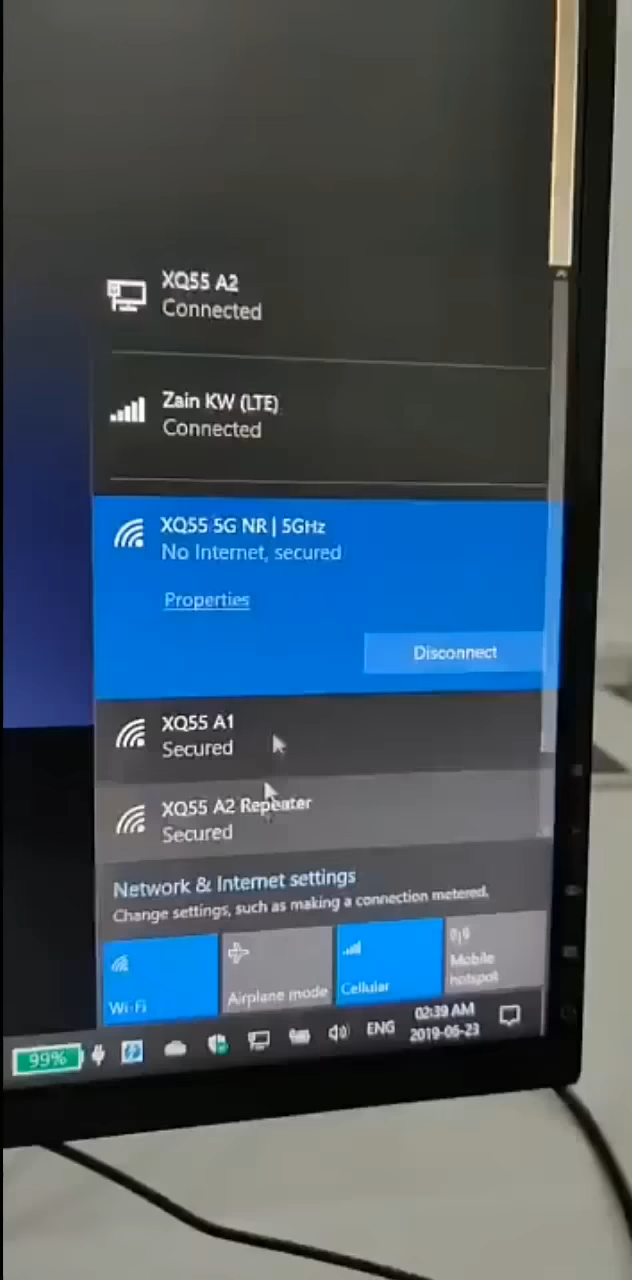 XQ55 A2
Connected
Zain KW (LTE)
Connected
XQ55 5G NR | 5GHz
No Internet, secured
Properties
Disconnect
XQ55 A1
Secured
XQ55 A2 Repeater
Secured
Network & Internet settings
Change settings, such as making a connection metered.
Wi-Fi
Airplane mode
Cellular
Mobile
hotspot
99%
ENG
02:39 AM
2019-06-23